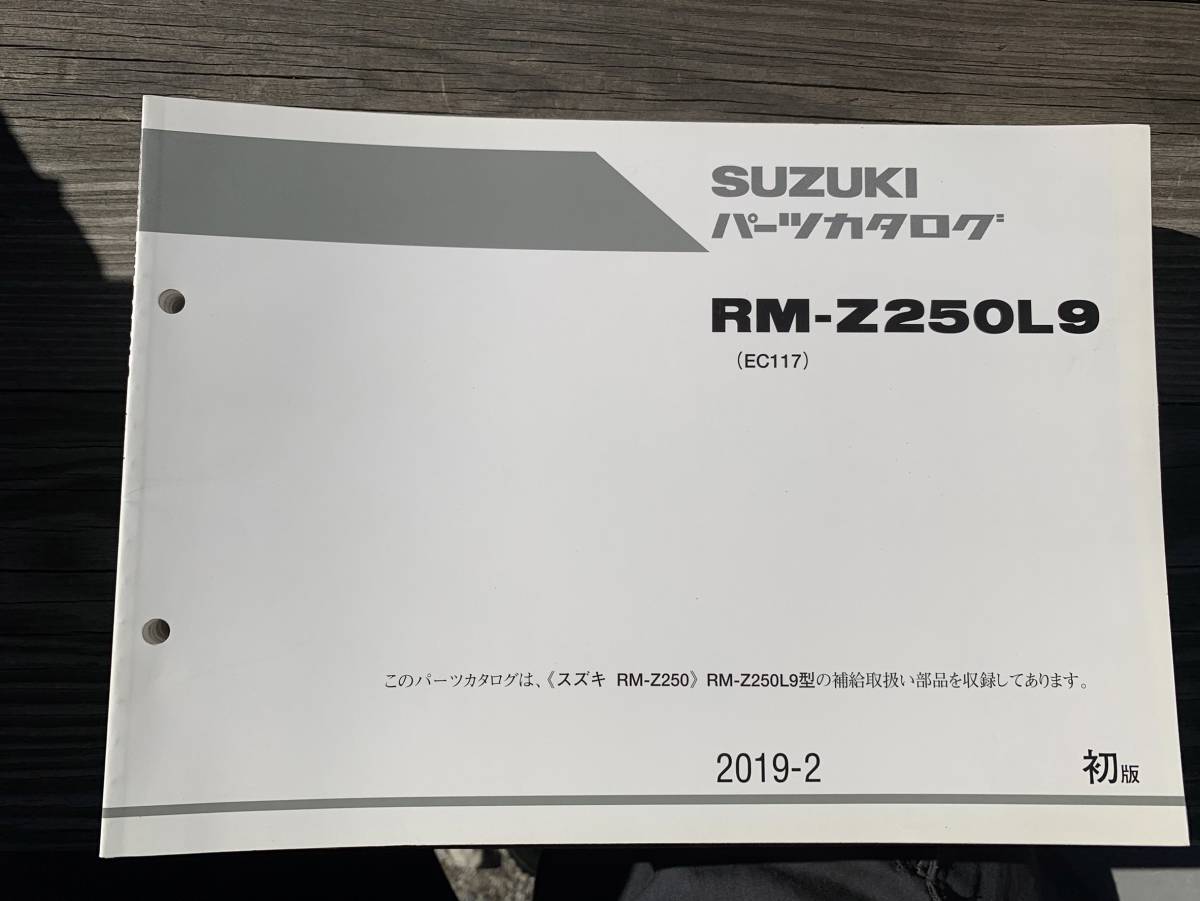 SUZUKI
パーツカタログ
RM-Z250L9
（EC117）
このパーツカタログは、《スズキ RM-Z250》RM-Z250L9型の補給取扱い部品を収録してあります。
2019-2 初版